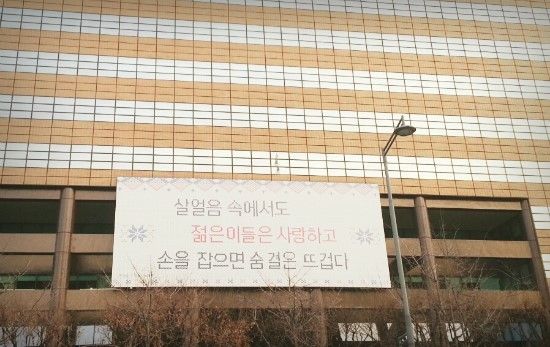 살얼음 속에서도
젊은이들은 사랑하고
손을 잡으면 숨결은 뜨겁다